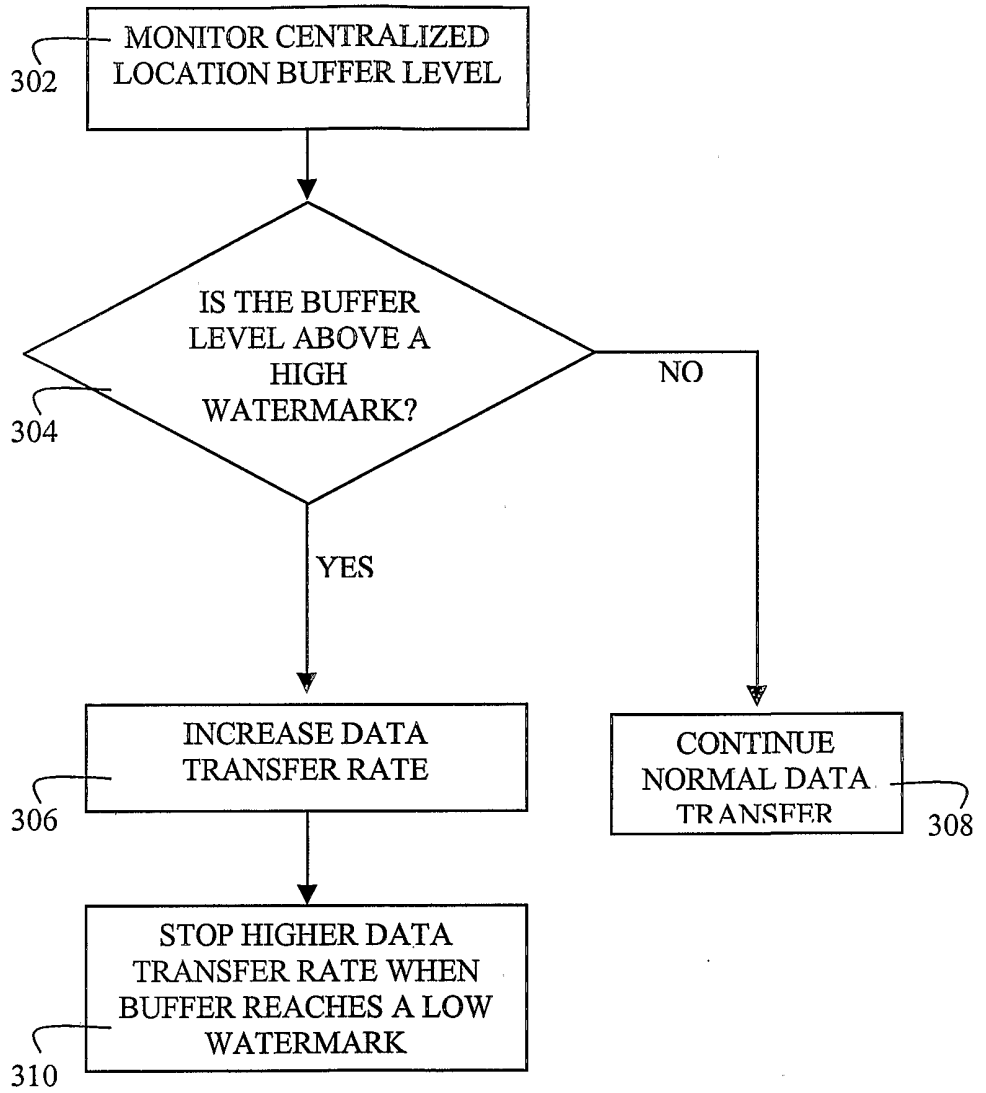 MONITOR CENTRALIZED
LOCATION BUFFER LEVEL
302
IS THE BUFFER
LEVEL ABOVE A
HIGH
WATERMARK?
304
NO
YES
INCREASE DATA
TRANSFER RATE
306
CONTINUE
NORMAL DATA
TRANSFER
308
STOP HIGHER DATA
TRANSFER RATE WHEN
BUFFER REACHES A LOW
WATERMARK
310